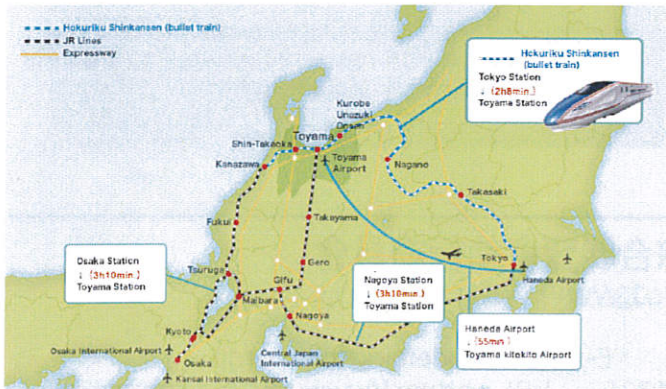 Hokuriku Shinkansen (bullet train)
JR Lines
Expressway
Hokuriku Shinkansen
(bullet train)
Tokyo Station
↓ (2h8min.)
Toyama Station
Kurobe
Unazuki
Onsen
Toyama
Shin-Takaoka
Toyama
Airport
Kanazawa
Nagano
Takasaki
Fukui
Takayama
Gero
Tokyo
Haneda Airport
Osaka Station
↓ (3h10min.)
Toyama Station
Tsuruga
Gifu
Maibara
Nagoya Station
↓ (3h10min.)
Toyama Station
Nagoya
Haneda Airport
↓ (55min)
Toyama kitokito Airport
Kyoto
Osaka International Airport
Osaka
Central Japan
International Airport
Kansai International Airport